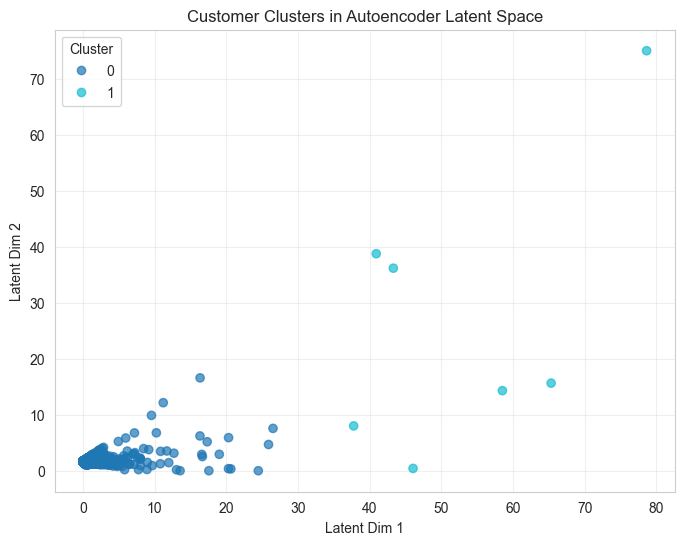 Customer Clusters in Autoencoder Latent Space
Cluster
0
1
Latent Dim 2
70
60
50
40
30
20
10
0
0 10 20 30 40 50 60 70 80
Latent Dim 1